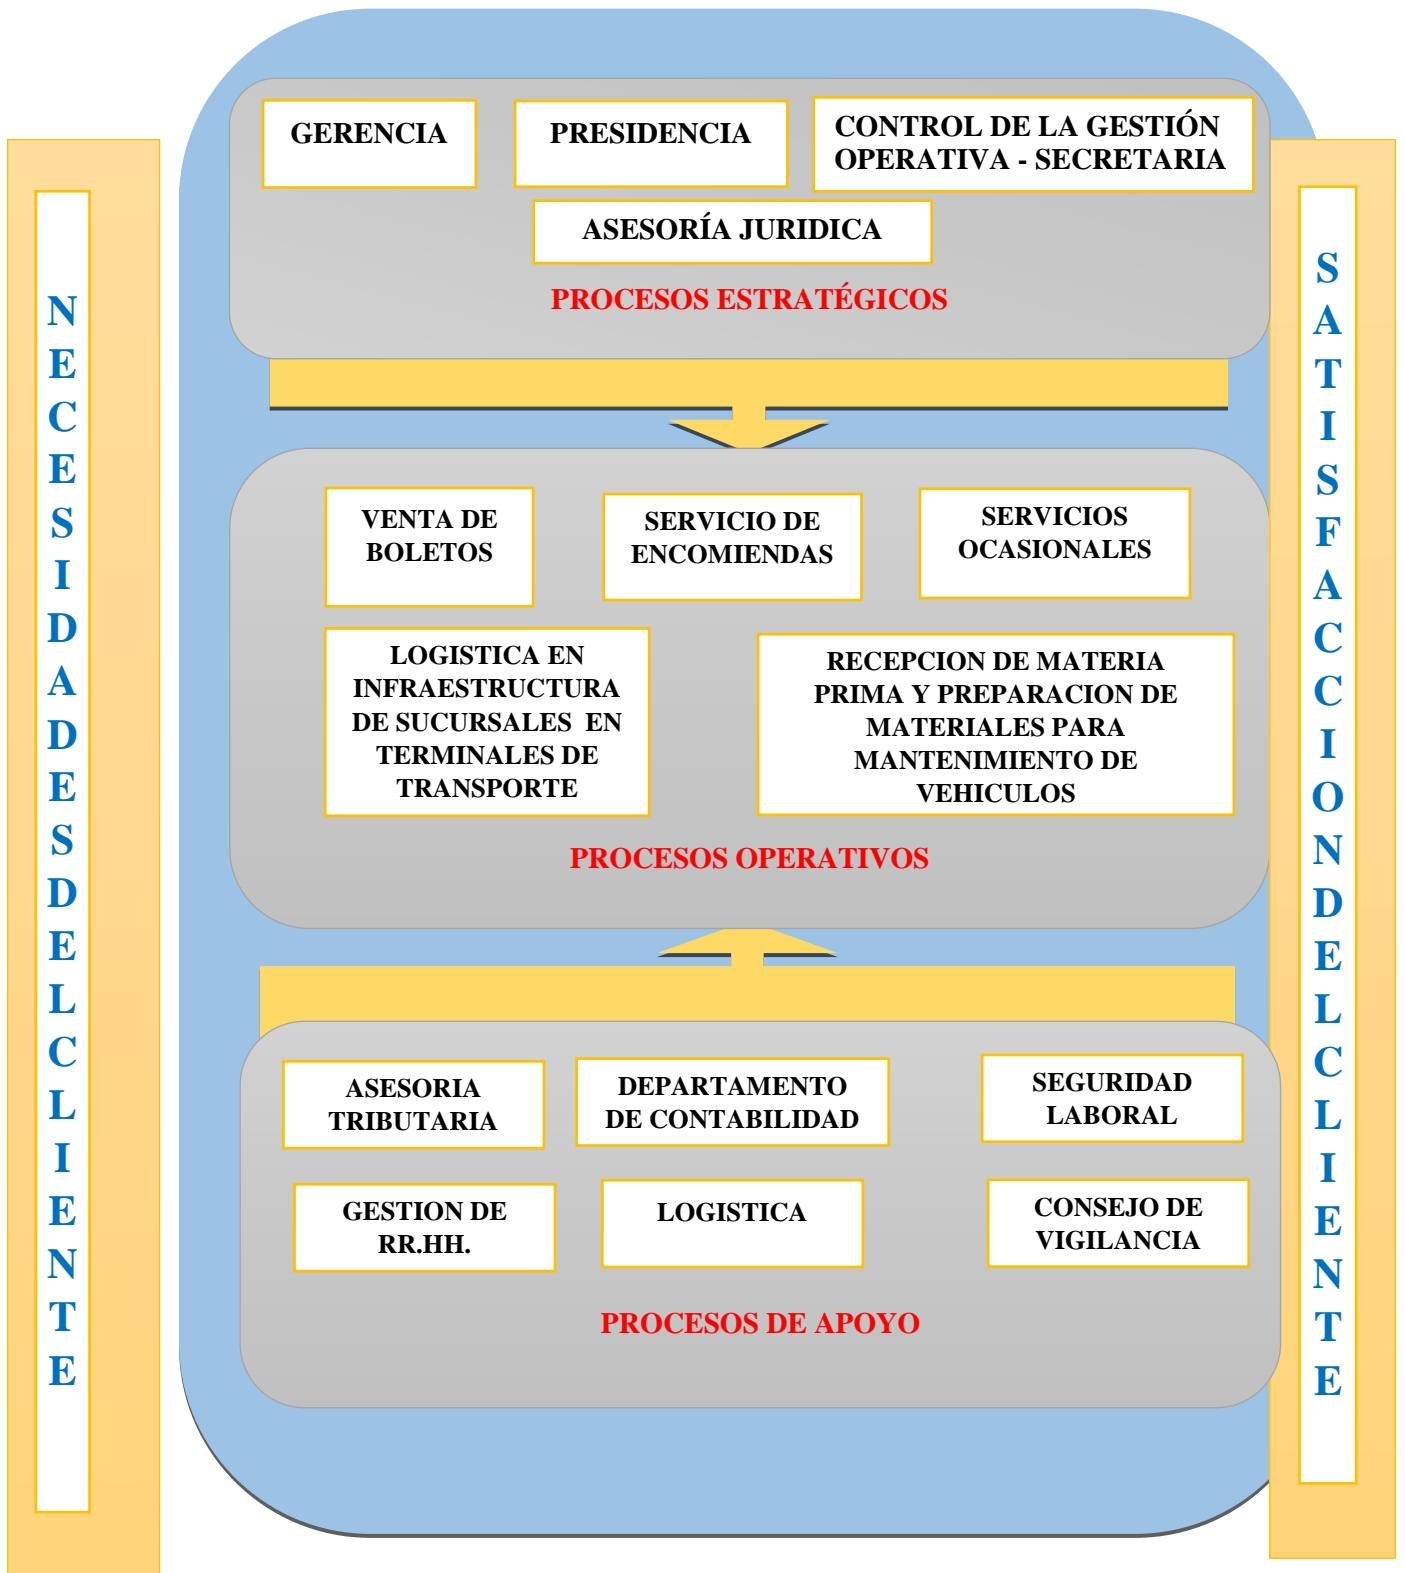 GERENCIA
PRESIDENCIA
CONTROL DE LA GESTIÓN
OPERATIVA - SECRETARIA
ASESORÍA JURIDICA
PROCESOS ESTRATÉGICOS
N
E
C
E
S
I
D
A
D
E
S
D
E
L
C
L
I
E
N
T
E
VENTA DE
BOLETOS
SERVICIO DE
ENCOMIENDAS
SERVICIOS
OCASIONALES
LOGISTICA EN
INFRAESTRUCTURA
DE SUCURSALES EN
TERMINALES DE
TRANSPORTE
RECEPCION DE MATERIA
PRIMA Y PREPARACION DE
MATERIALES PARA
MANTENIMIENTO DE
VEHICULOS
PROCESOS OPERATIVOS
ASESORIA
TRIBUTARIA
DEPARTAMENTO
DE CONTABILIDAD
SEGURIDAD
LABORAL
GESTION DE
RR.HH.
LOGISTICA
CONSEJO DE
VIGILANCIA
PROCESOS DE APOYO
S
A
T
I
S
F
A
C
C
I
O
N
D
E
L
C
L
I
E
N
T
E